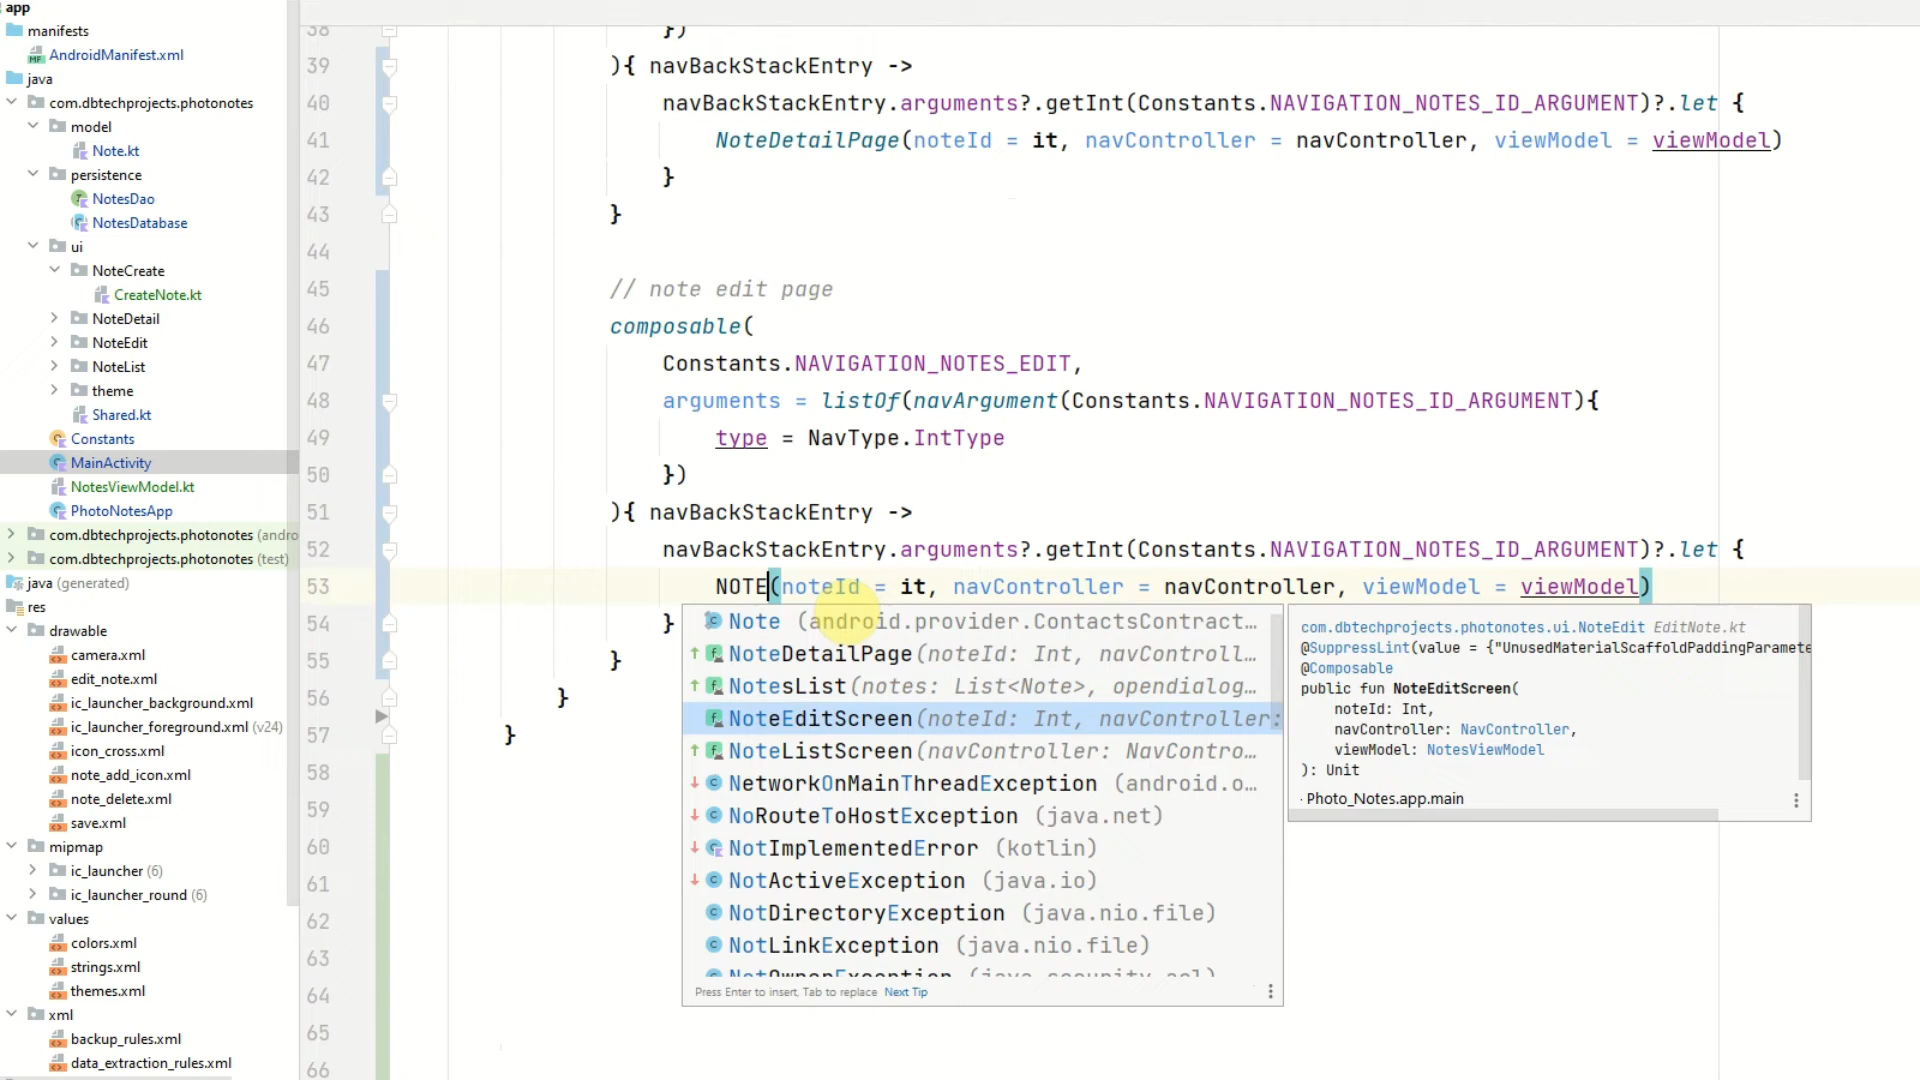 app
manifests
AndroidManifest.xml
java
com.dbtechprojects.photonotes
model
Note.kt
persistence
NotesDao
NotesDatabase
ui
NoteCreate
CreateNote.kt
NoteDetail
NoteEdit
NoteList
theme
Shared.kt
Constants
MainActivity
NotesViewModel.kt
PhotoNotesApp
com.dbtechprojects.photonotes (andro
com.dbtechprojects.photonotes (test)
java (generated)
res
drawable
camera.xml
edit_note.xml
ic_launcher_background.xml
ic_launcher_foreground.xml (v24)
icon_cross.xml
note_add_icon.xml
note_delete.xml
save.xml
mipmap
ic_launcher (6)
ic_launcher_round (6)
values
colors.xml
strings.xml
themes.xml
xml
backup_rules.xml
data_extraction_rules.xml
38 })
39 ){ navBackStackEntry ->
40 navBackStackEntry.arguments?.getInt(Constants.NAVIGATION_NOTES_ID_ARGUMENT)?.let {
41 NoteDetailPage(noteId = it, navController = navController, viewModel = viewModel)
42 }
43 }
44
45 // note edit page
46 composable(
47 Constants.NAVIGATION_NOTES_EDIT,
48 arguments = listOf(navArgument(Constants.NAVIGATION_NOTES_ID_ARGUMENT){
49 type = NavType.IntType
50 })
51 ){ navBackStackEntry ->
52 navBackStackEntry.arguments?.getInt(Constants.NAVIGATION_NOTES_ID_ARGUMENT)?.let {
53 NOTE(noteId = it, navController = navController, viewModel = viewModel)
54 }
55 }
56 }
57 }
58
59
60
61
62
63
64
65
66
Note (android.provider.ContactsContract...
NoteDetailPage(noteId: Int, navControll...
NotesList(notes: List<Note>, opendialog...
NoteEditScreen(noteId: Int, navController:
NoteListScreen(navController: NavContro...
NetworkOnMainThreadException (android.o...
NoRouteToHostException (java.net)
NotImplementedError (kotlin)
NotActiveException (java.io)
NotDirectoryException (java.nio.file)
NotLinkException (java.nio.file)
NotOwnerException (java.security.acl)
Press Enter to insert, Tab to replace Next Tip
com.dbtechprojects.photonotes.ui.NoteEdit EditNote.kt
@SuppressLint(value = {"UnusedMaterialScaffoldPaddingParamete
@Composable
public fun NoteEditScreen(
noteId: Int,
navController: NavController,
viewModel: NotesViewModel
): Unit
Photo_Notes.app.main